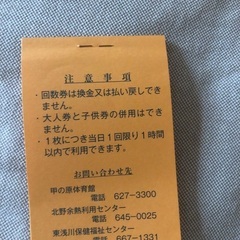 注意事項
・回数券は換金又は払い戻しでき
ません。
・大人券と子供券の併用はできま
せん。
・1枚につき当日1回限り1時間
以内で利用できます。
お問い合わせ先
甲の原体育館
電話 627-3300
北野余熱利用センター
電話 645-0025
東浅川保健福祉センター
電話 667-1331